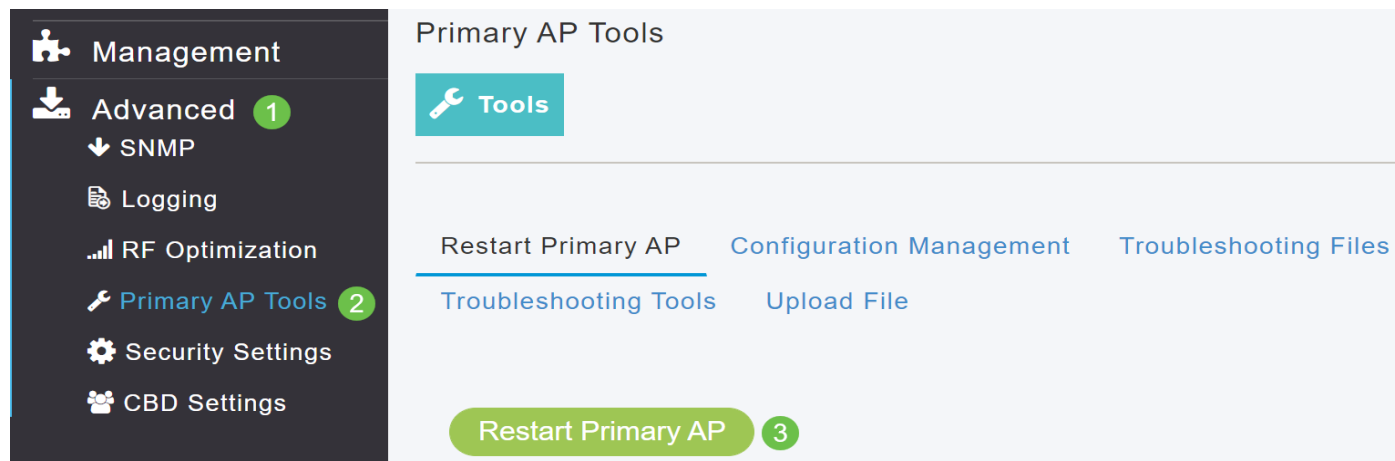 Management
Advanced 1
SNMP
Logging
RF Optimization
Primary AP Tools 2
Security Settings
CBD Settings
Primary AP Tools
Tools
Restart Primary AP Configuration Management Troubleshooting Files
Troubleshooting Tools Upload File
Restart Primary AP 3